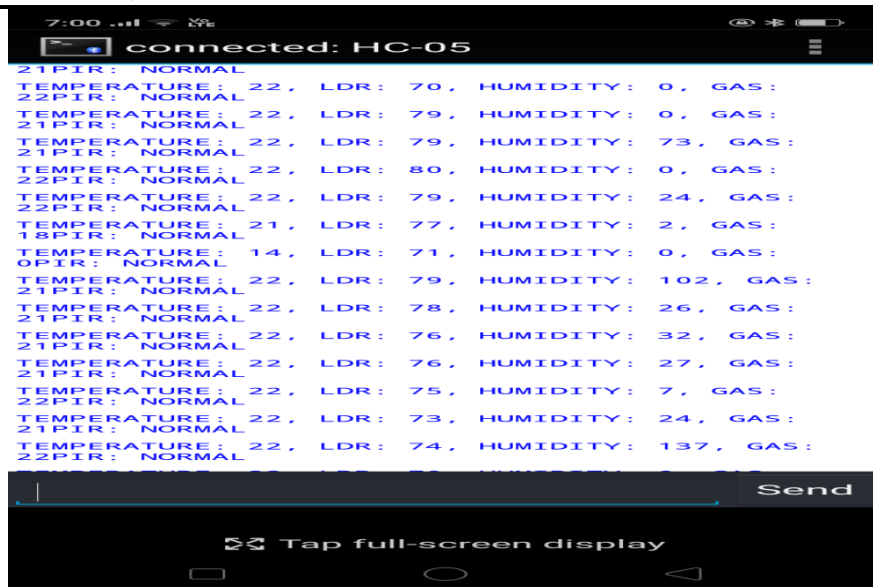 7:00
VoLTE
connected: HC-05
21PIR: NORMAL
TEMPERATURE: 22, LDR: 70, HUMIDITY: 0, GAS:
22PIR: NORMAL
TEMPERATURE: 22, LDR: 79, HUMIDITY: 0, GAS:
21PIR: NORMAL
TEMPERATURE: 22, LDR: 79, HUMIDITY: 73, GAS:
21PIR: NORMAL
TEMPERATURE: 22, LDR: 80, HUMIDITY: 0, GAS:
22PIR: NORMAL
TEMPERATURE: 22, LDR: 79, HUMIDITY: 24, GAS:
22PIR: NORMAL
TEMPERATURE: 21, LDR: 77, HUMIDITY: 2, GAS:
18PIR: NORMAL
TEMPERATURE: 14, LDR: 71, HUMIDITY: 0, GAS:
0PIR: NORMAL
TEMPERATURE: 22, LDR: 79, HUMIDITY: 102, GAS:
21PIR: NORMAL
TEMPERATURE: 22, LDR: 78, HUMIDITY: 26, GAS:
21PIR: NORMAL
TEMPERATURE: 22, LDR: 76, HUMIDITY: 32, GAS:
21PIR: NORMAL
TEMPERATURE: 22, LDR: 76, HUMIDITY: 27, GAS:
21PIR: NORMAL
TEMPERATURE: 22, LDR: 75, HUMIDITY: 7, GAS:
22PIR: NORMAL
TEMPERATURE: 22, LDR: 73, HUMIDITY: 24, GAS:
21PIR: NORMAL
TEMPERATURE: 22, LDR: 74, HUMIDITY: 137, GAS:
22PIR: NORMAL
Send
Tap full-screen display